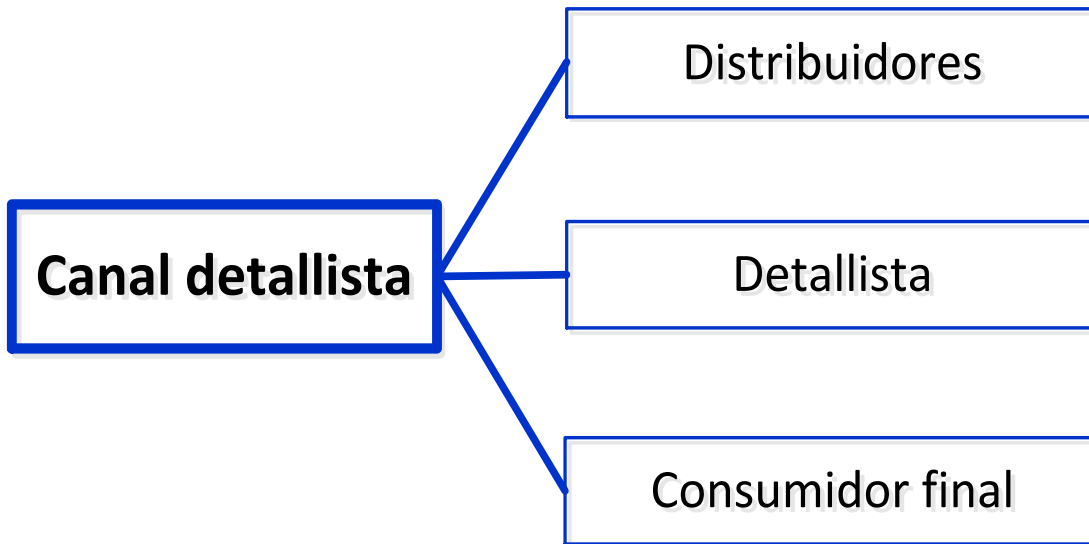 Distribuidores
Canal detallista
Detallista
Consumidor final